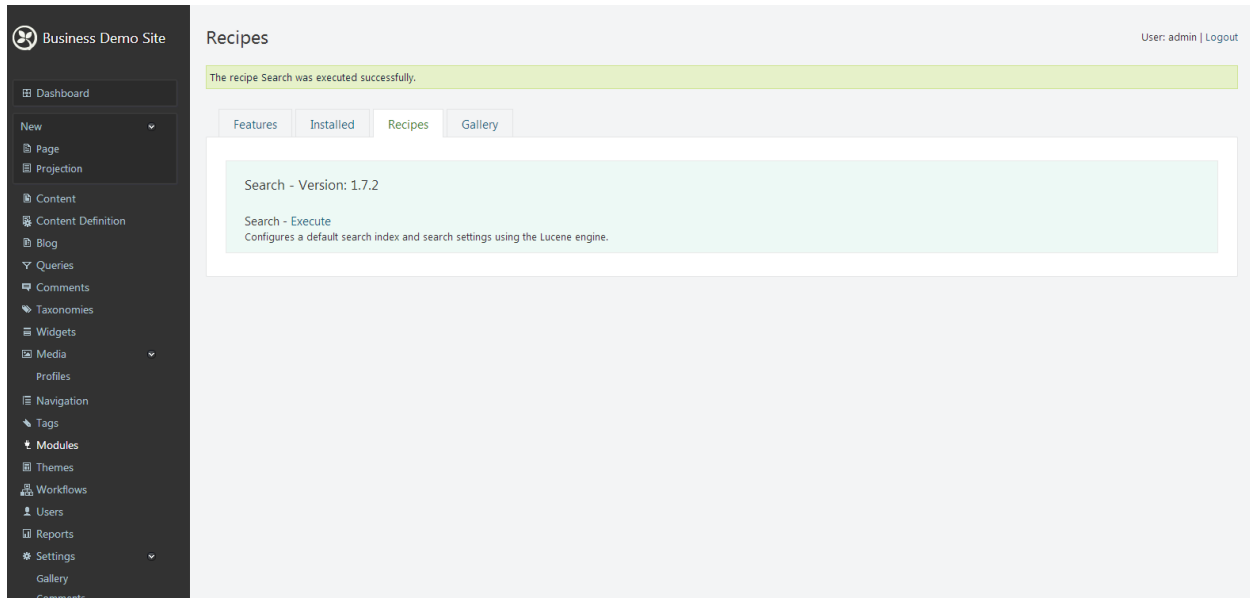 Business Demo Site
Dashboard
New
Page
Projection
Content
Content Definition
Blog
Queries
Comments
Taxonomies
Widgets
Media
Profiles
Navigation
Tags
Modules
Themes
Workflows
Users
Reports
Settings
Gallery
Comments
Recipes
User: admin | Logout
The recipe Search was executed successfully.
Features
Installed
Recipes
Gallery
Search - Version: 1.7.2
Search - Execute
Configures a default search index and search settings using the Lucene engine.